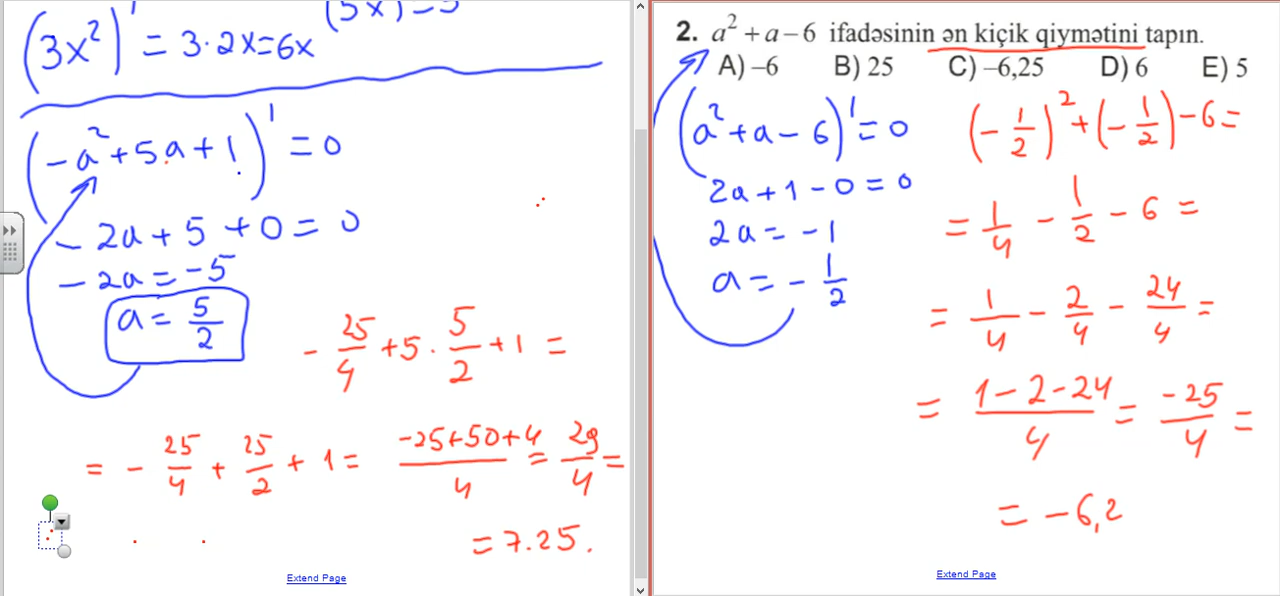 (5x)=5
(3x²)' = 3·2x=6x
(-a²+5a+1)' = 0
-2a+5+0=0
-2a=-5
a=5/2
-25/4+5·5/2+1=
=-25/4+25/2+1= (-25+50+4)/4=29/4=
=7.25.
Extend Page
2. a²+a–6 ifadəsinin ən kiçik qiymətini tapın.
A) –6 B) 25 C) –6,25 D) 6 E) 5
(a²+a-6)'=0
2a+1-0=0
2a=-1
a=-1/2
(-1/2)²+(-1/2)-6=
=1/4-1/2-6=
=1/4-2/4-24/4=
=(1-2-24)/4=-25/4=
=-6,2
Extend Page